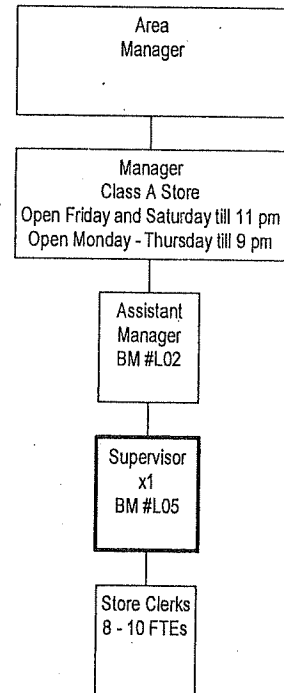 Area
Manager
Manager
Class A Store
Open Friday and Saturday till 11 pm
Open Monday - Thursday till 9 pm
Assistant
Manager
BM #L02
Supervisor
x1
BM #L05
Store Clerks
8 - 10 FTEs